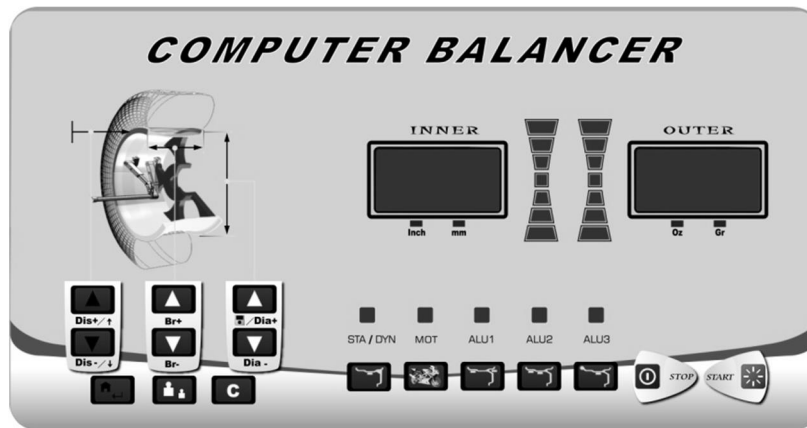 COMPUTER BALANCER
INNER
OUTER
Inch mm
Oz Gr
Dis+/↑
Br+
/Dia+
Dis-/↓
Br-
Dia -
STA / DYN MOT ALU1 ALU2 ALU3
C
STOP START